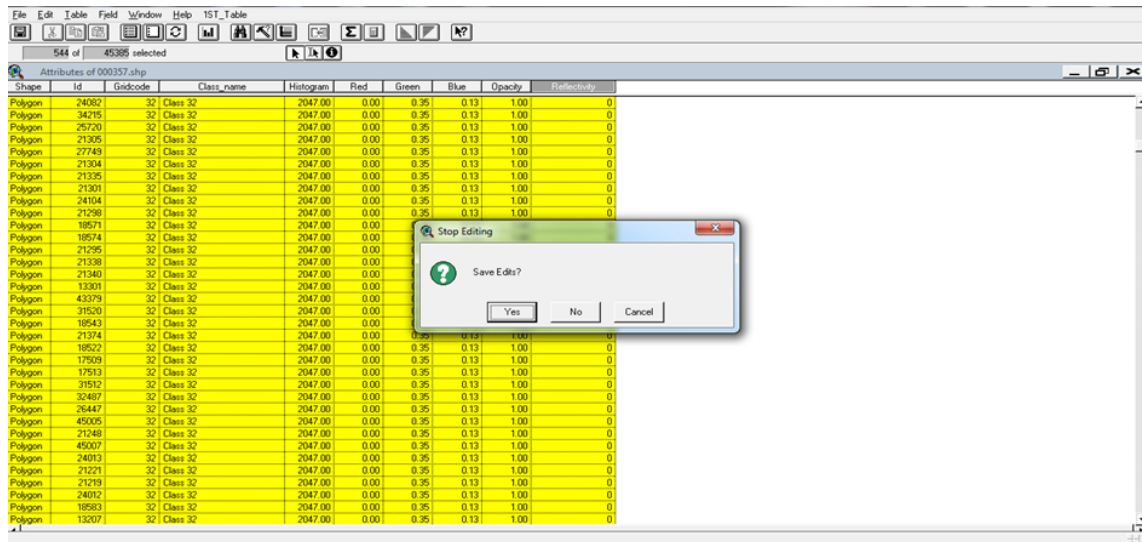 File Edit Table Field Window Help 1ST_Table
544 of 45385 selected
Attributes of 000357.shp
Shape Id Gridcode Class_name Histogram Red Green Blue Opacity Reflectivity
Polygon 24082 32 Class 32 2047.00 0.00 0.35 0.13 1.00 0
Polygon 34215 32 Class 32 2047.00 0.00 0.35 0.13 1.00 0
Polygon 25720 32 Class 32 2047.00 0.00 0.35 0.13 1.00 0
Polygon 21305 32 Class 32 2047.00 0.00 0.35 0.13 1.00 0
Polygon 27749 32 Class 32 2047.00 0.00 0.35 0.13 1.00 0
Polygon 21304 32 Class 32 2047.00 0.00 0.35 0.13 1.00 0
Polygon 21335 32 Class 32 2047.00 0.00 0.35 0.13 1.00 0
Polygon 21301 32 Class 32 2047.00 0.00 0.35 0.13 1.00 0
Polygon 24104 32 Class 32 2047.00 0.00 0.35 0.13 1.00 0
Polygon 21298 32 Class 32 2047.00 0.00 0.35 0.13 1.00 0
Polygon 18571 32 Class 32 2047.00 0.00
Stop Editing
Polygon 18574 32 Class 32 2047.00 0.00
Polygon 21295 32 Class 32 2047.00 0.00
Polygon 21338 32 Class 32 2047.00 0.00
Polygon 21340 32 Class 32 2047.00 0.00
Save Edits?
Polygon 13301 32 Class 32 2047.00 0.00
Polygon 43379 32 Class 32 2047.00 0.00
Polygon 31520 32 Class 32 2047.00 0.00
Yes No Cancel
Polygon 18543 32 Class 32 2047.00 0.00
Polygon 21374 32 Class 32 2047.00 0.00 0.35 0.13 1.00 0
Polygon 18522 32 Class 32 2047.00 0.00 0.35 0.13 1.00 0
Polygon 17509 32 Class 32 2047.00 0.00 0.35 0.13 1.00 0
Polygon 17513 32 Class 32 2047.00 0.00 0.35 0.13 1.00 0
Polygon 31512 32 Class 32 2047.00 0.00 0.35 0.13 1.00 0
Polygon 32487 32 Class 32 2047.00 0.00 0.35 0.13 1.00 0
Polygon 26447 32 Class 32 2047.00 0.00 0.35 0.13 1.00 0
Polygon 45005 32 Class 32 2047.00 0.00 0.35 0.13 1.00 0
Polygon 21248 32 Class 32 2047.00 0.00 0.35 0.13 1.00 0
Polygon 45007 32 Class 32 2047.00 0.00 0.35 0.13 1.00 0
Polygon 24013 32 Class 32 2047.00 0.00 0.35 0.13 1.00 0
Polygon 21221 32 Class 32 2047.00 0.00 0.35 0.13 1.00 0
Polygon 21219 32 Class 32 2047.00 0.00 0.35 0.13 1.00 0
Polygon 24012 32 Class 32 2047.00 0.00 0.35 0.13 1.00 0
Polygon 18583 32 Class 32 2047.00 0.00 0.35 0.13 1.00 0
Polygon 13207 32 Class 32 2047.00 0.00 0.35 0.13 1.00 0